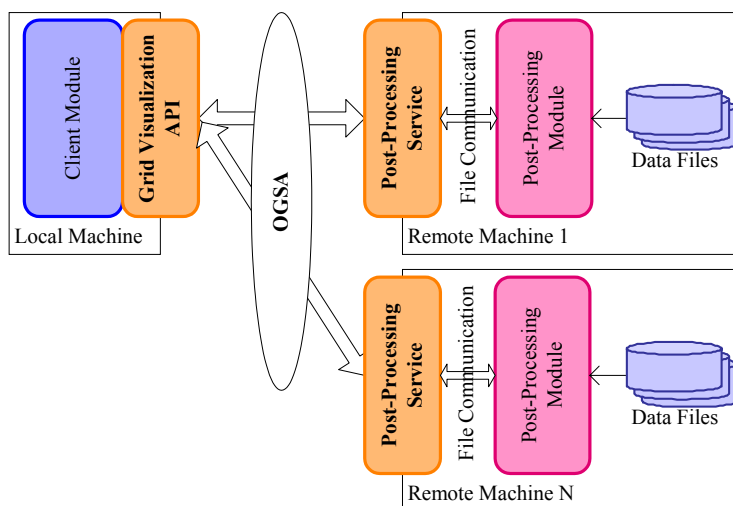 Client Module
Grid Visualization
API
Local Machine
OGSA
Post-Processing
Service
File Communication
Post-Processing
Module
Data Files
Remote Machine 1
Post-Processing
Service
File Communication
Post-Processing
Module
Data Files
Remote Machine N